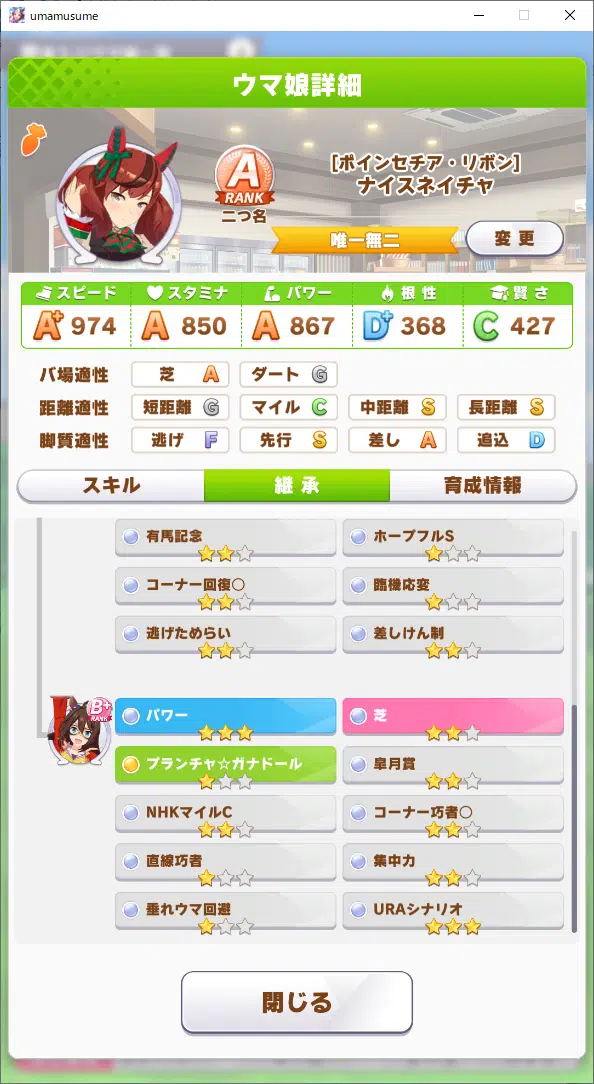 umamusume
ウマ娘詳細
A
RANK
二つ名
[ポインセチア・リボン]
ナイスネイチャ
唯一無二
変更
スピード スタミナ パワー 根性 賢さ
A+ 974 A 850 A 867 D+ 368 C 427
バ場適性 芝 A ダート G
距離適性 短距離 G マイル C 中距離 S 長距離 S
脚質適性 逃げ F 先行 S 差し A 追込 D
スキル 継承 育成情報
有馬記念 ホープフルS
コーナー回復○ 臨機応変
逃げためらい 差しけん制
B+
RANK
パワー 芝
プランチャ☆ガナドール 皐月賞
NHKマイルC コーナー巧者○
直線巧者 集中力
垂れウマ回避 URAシナリオ
閉じる